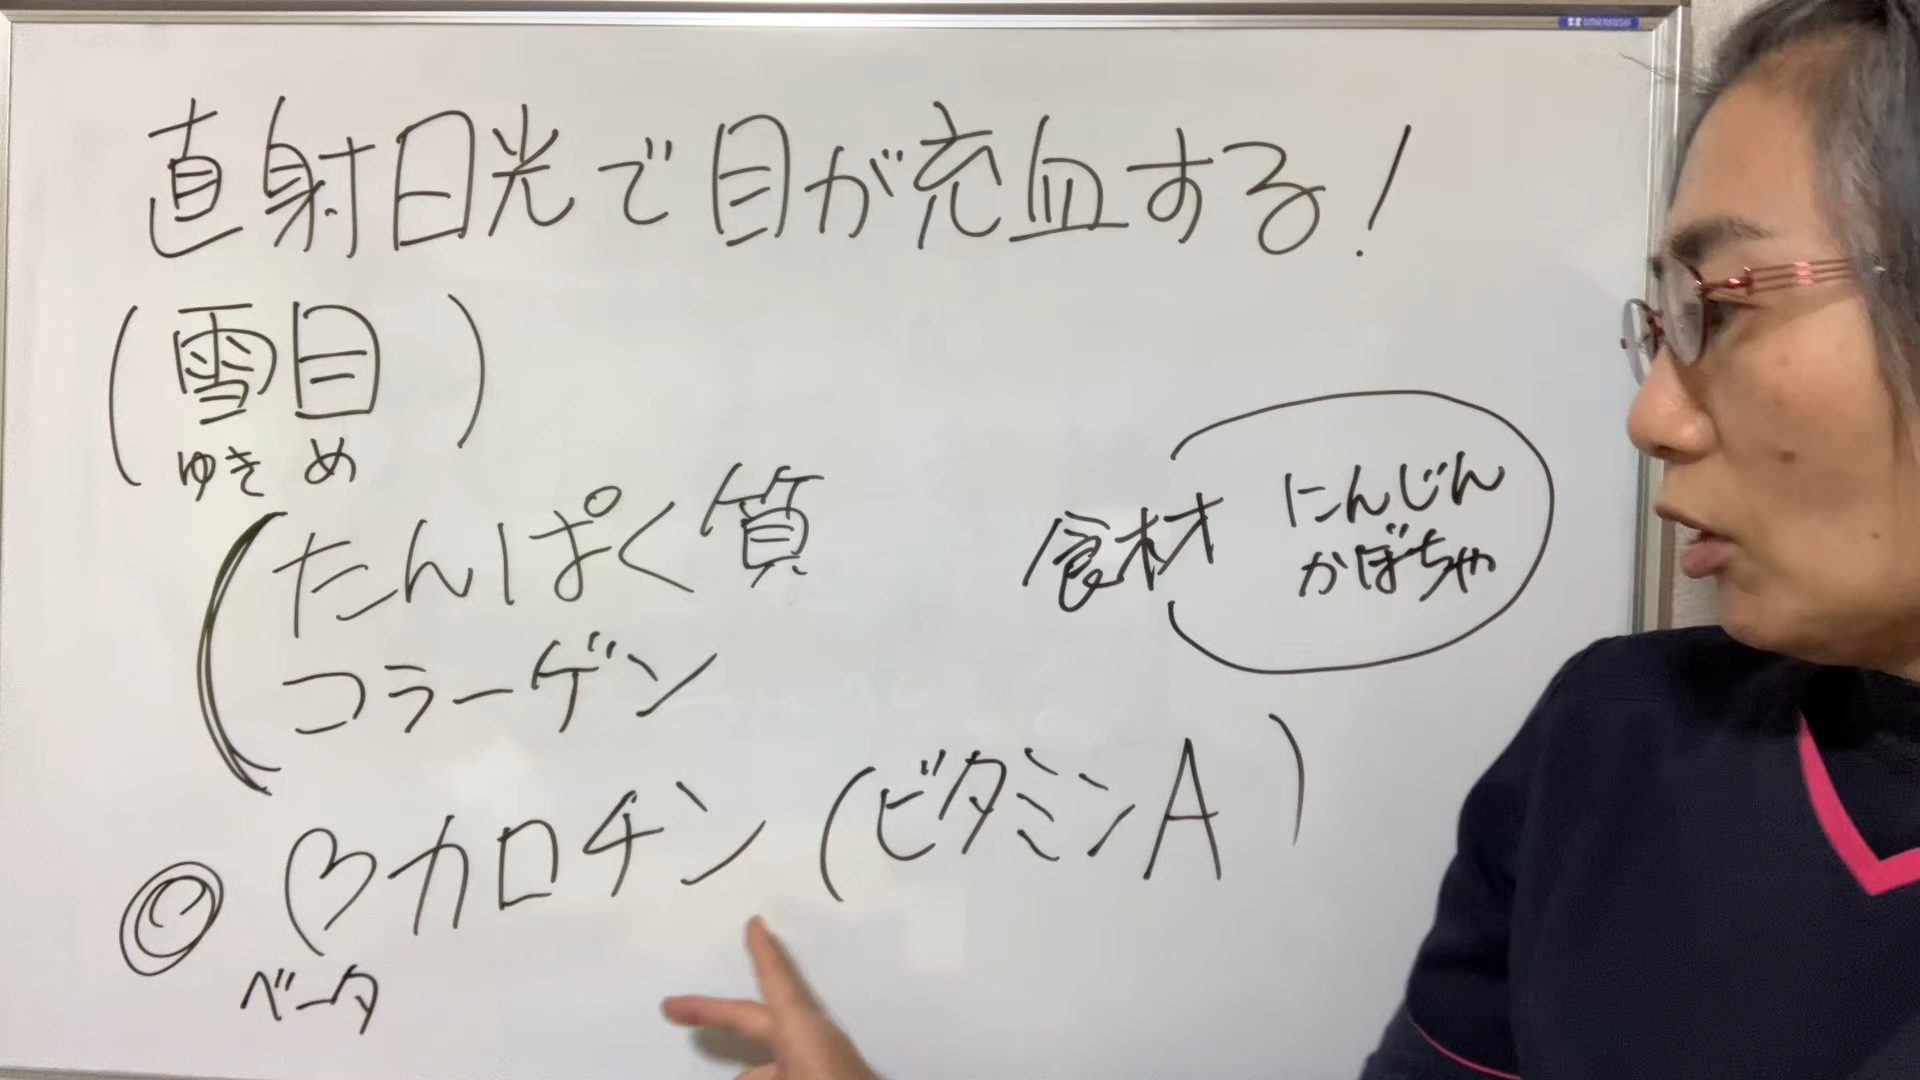 直射日光で目が充血する!
(雪目)
ゆきめ
たんぱく質
コラーゲン
食材
にんじん
かぼちゃ
◎βカロチン(ビタミンA)
ベータ